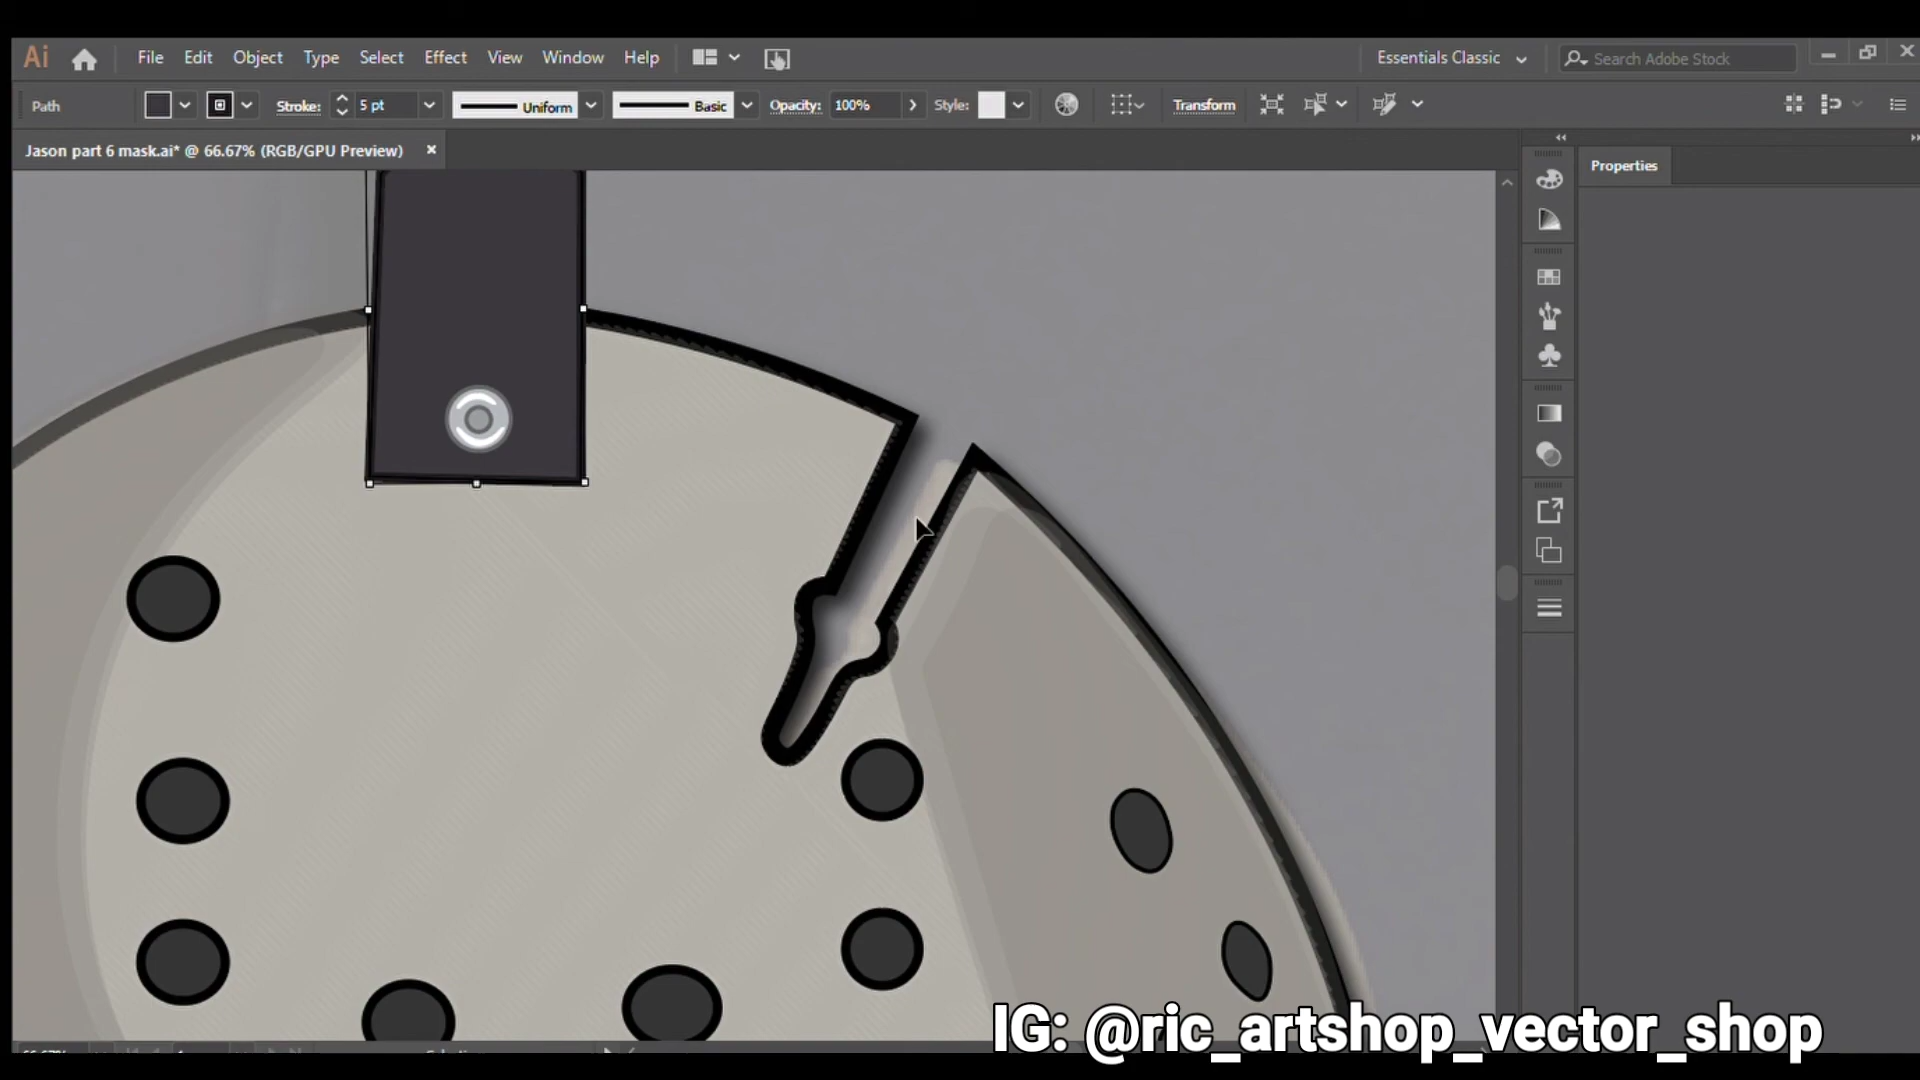 Ai File Edit Object Type Select Effect View Window Help Essentials Classic Search Adobe Stock
Path Stroke: 5 pt Uniform Basic Opacity: 100% Style: Transform
Jason part 6 mask.ai* @ 66.67% (RGB/GPU Preview) ×
Properties
IG: @ric_artshop_vector_shop